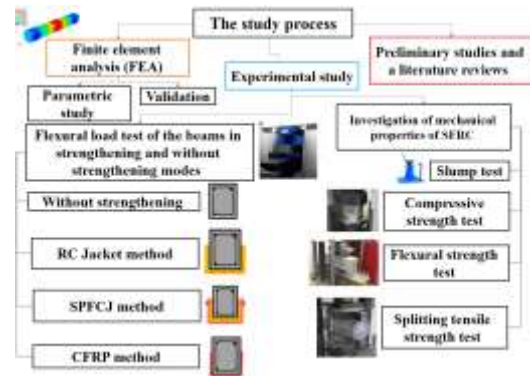 The study process
Finite element
analysis (FEA)
Preliminary studies and
a literature reviews
Experimental study
Parametric
study
Validation
Flexural load test of the beams in
strengthening and without
strengthening modes
Investigation of mechanical
properties of SFRC
Slump test
Without strengthening
Compressive
strength test
RC Jacket method
Flexural strength
test
SPFCJ method
Splitting tensile
strength test
CFRP method